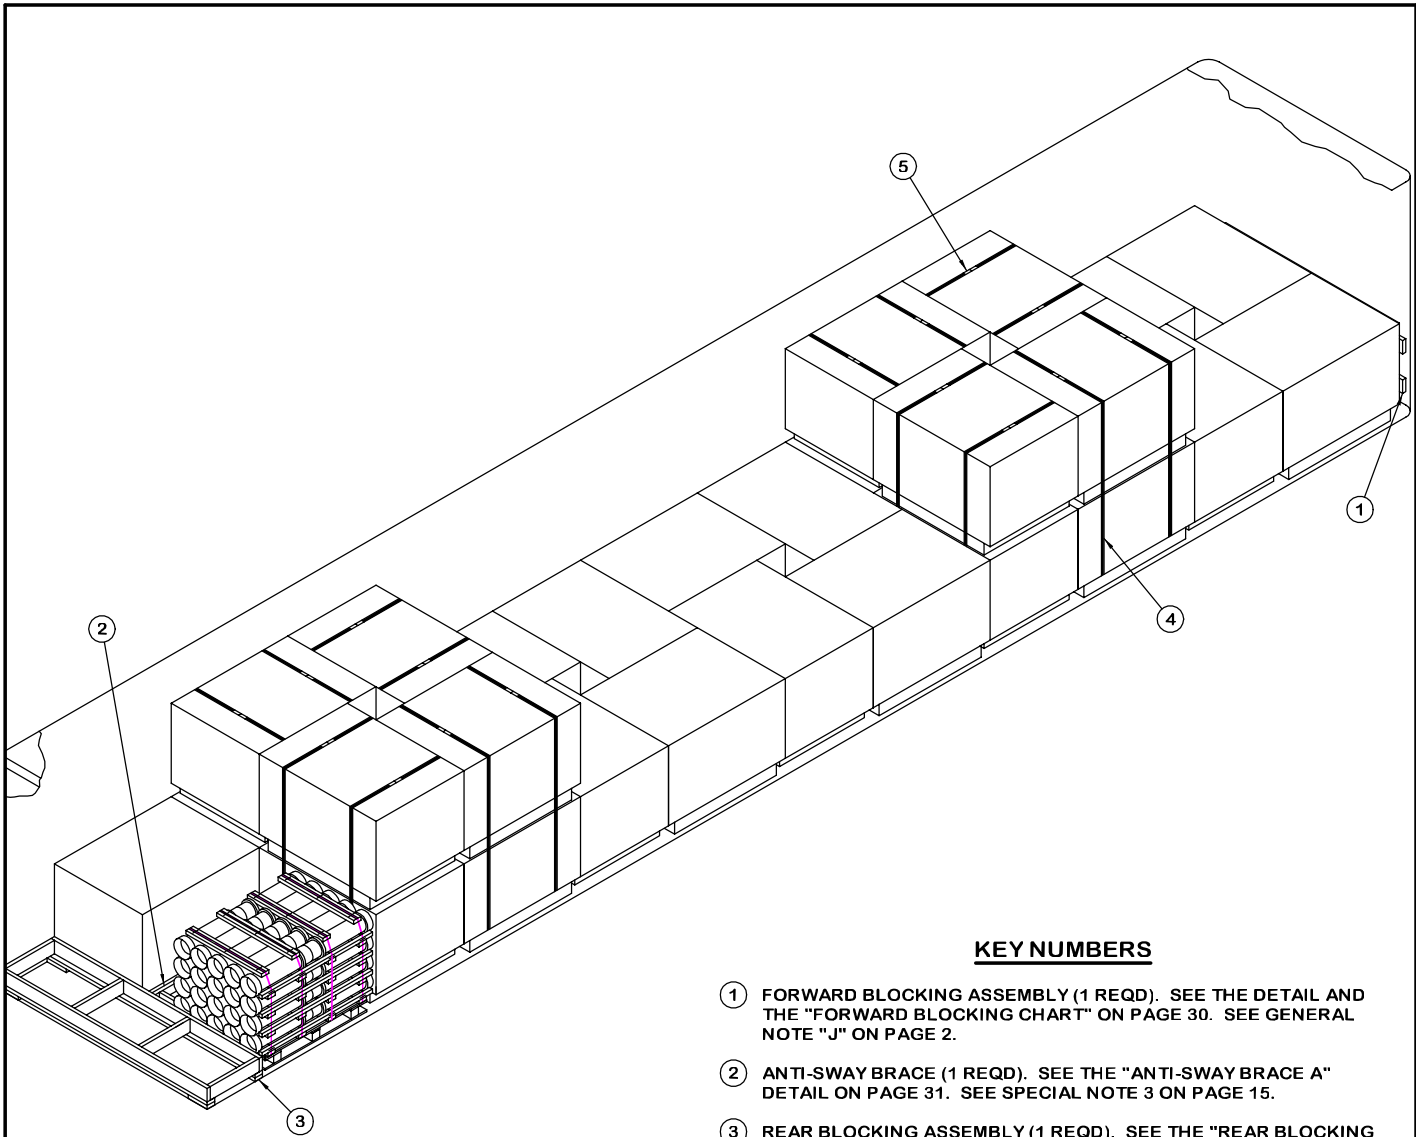 5
1
4
2
3
KEY NUMBERS
1 FORWARD BLOCKING ASSEMBLY (1 REQD). SEE THE DETAIL AND
THE "FORWARD BLOCKING CHART" ON PAGE 30. SEE GENERAL
NOTE "J" ON PAGE 2.
2 ANTI-SWAY BRACE (1 REQD). SEE THE "ANTI-SWAY BRACE A"
DETAIL ON PAGE 31. SEE SPECIAL NOTE 3 ON PAGE 15.
3 REAR BLOCKING ASSEMBLY (1 REQD). SEE THE "REAR BLOCKING